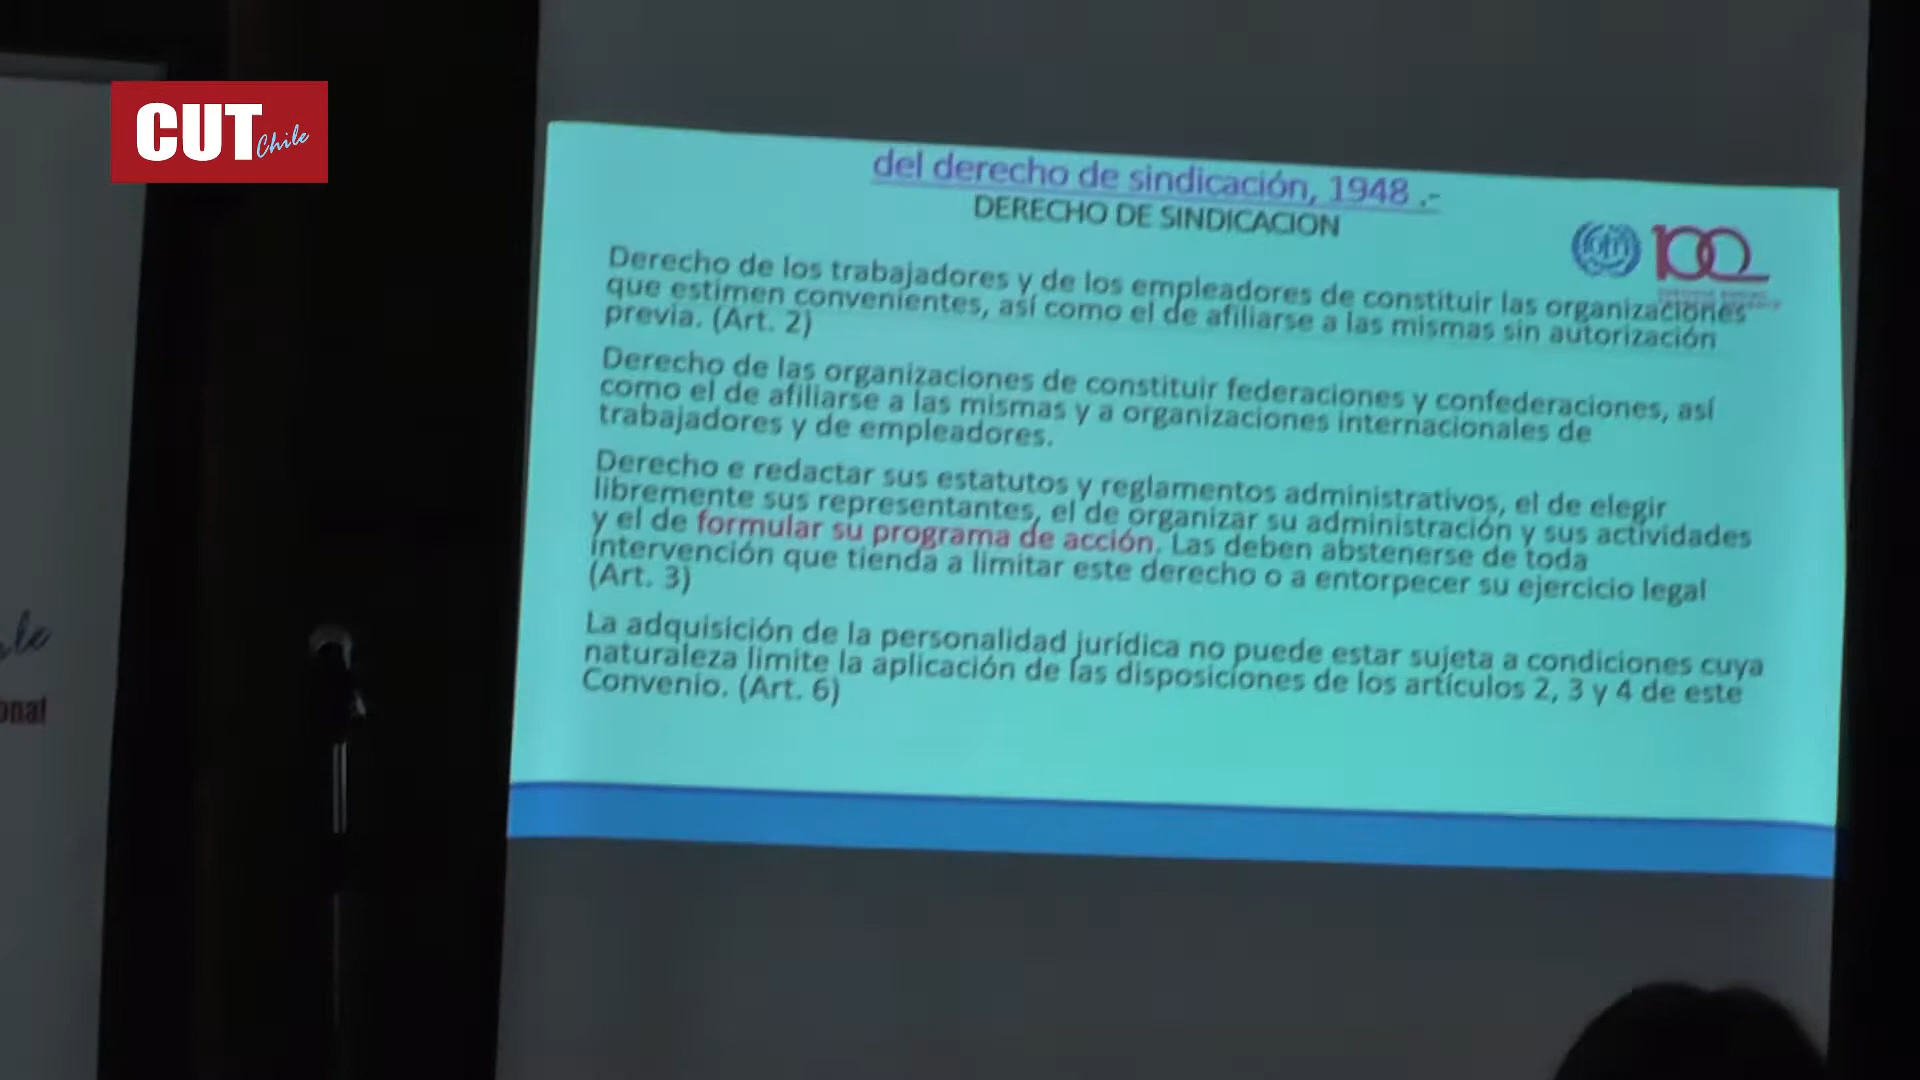 CUT
Chile
del derecho de sindicación, 1948 .-
DERECHO DE SINDICACION
100
Derecho de los trabajadores y de los empleadores de constituir las organizaciones
que estimen convenientes, así como el de afiliarse a las mismas sin autorización
previa. (Art. 2)
Derecho de las organizaciones de constituir federaciones y confederaciones, así
como el de afiliarse a las mismas y a organizaciones internacionales de
trabajadores y de empleadores.
Derecho e redactar sus estatutos y reglamentos administrativos, el de elegir
libremente sus representantes, el de organizar su administración y sus actividades
y el de formular su programa de acción. Las deben abstenerse de toda
intervención que tienda a limitar este derecho o a entorpecer su ejercicio legal
(Art. 3)
La adquisición de la personalidad jurídica no puede estar sujeta a condiciones cuya
naturaleza limite la aplicación de las disposiciones de los artículos 2, 3 y 4 de este
Convenio. (Art. 6)
le
onal